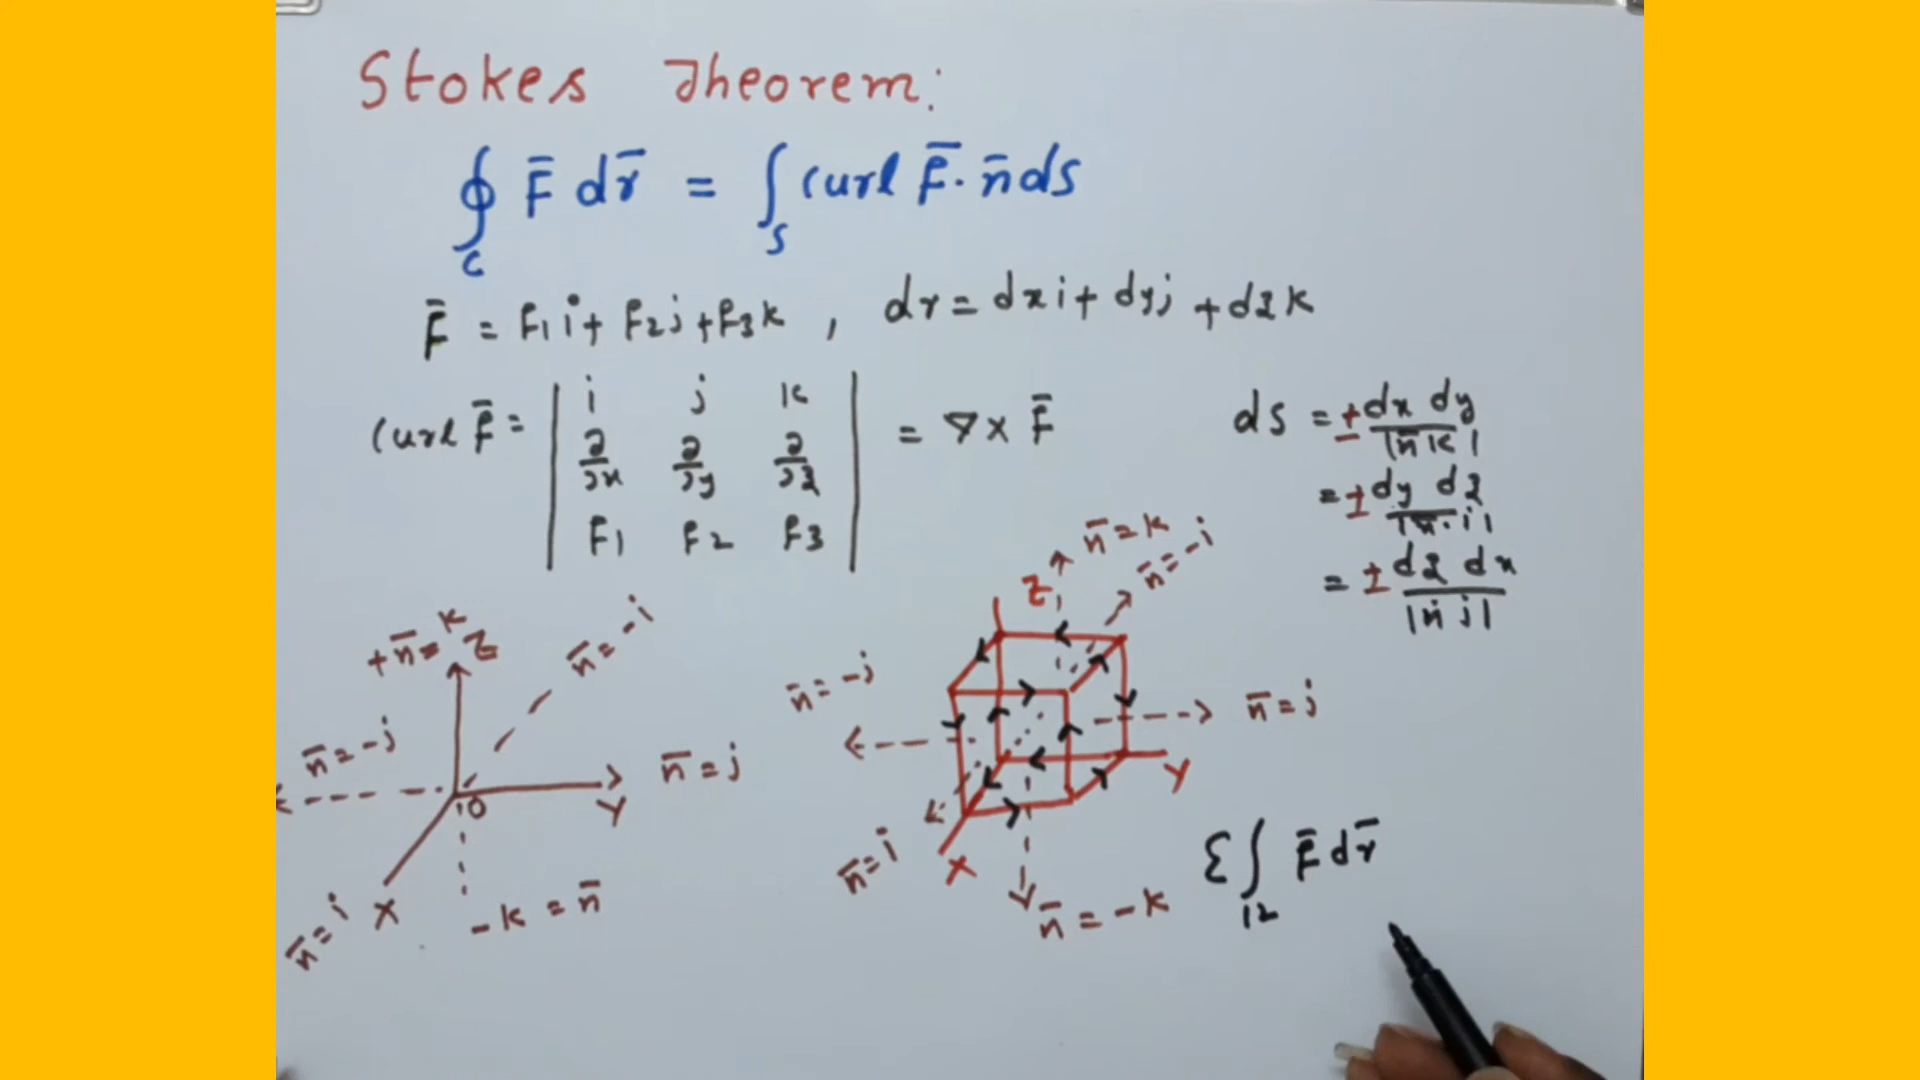 Stokes Theorem:
∮_C F̄ dr̄ = ∫_S Curl F̄ · n̄ ds
F̄ = F1 i + F2 j + F3 k , dr = dx i + dy j + dz k
Curl F̄ = | i j k | = ∇ × F̄
∂/∂x ∂/∂y ∂/∂z
F1 F2 F3
ds = ± dx dy / |n̄ k|
= ± dy dz / |n̄ · i|
= ± dz dx / |n̄ j|
+n̄ = k Z
n̄ = -i
n̄ = -j
O
Y n̄ = j
n̄ = i X
-k = n̄
Z n̄ = k
n̄ = -i
n̄ = -j
n̄ = j
Y
n̄ = i X
n̄ = -k
Σ ∫_12 F̄ dr̄